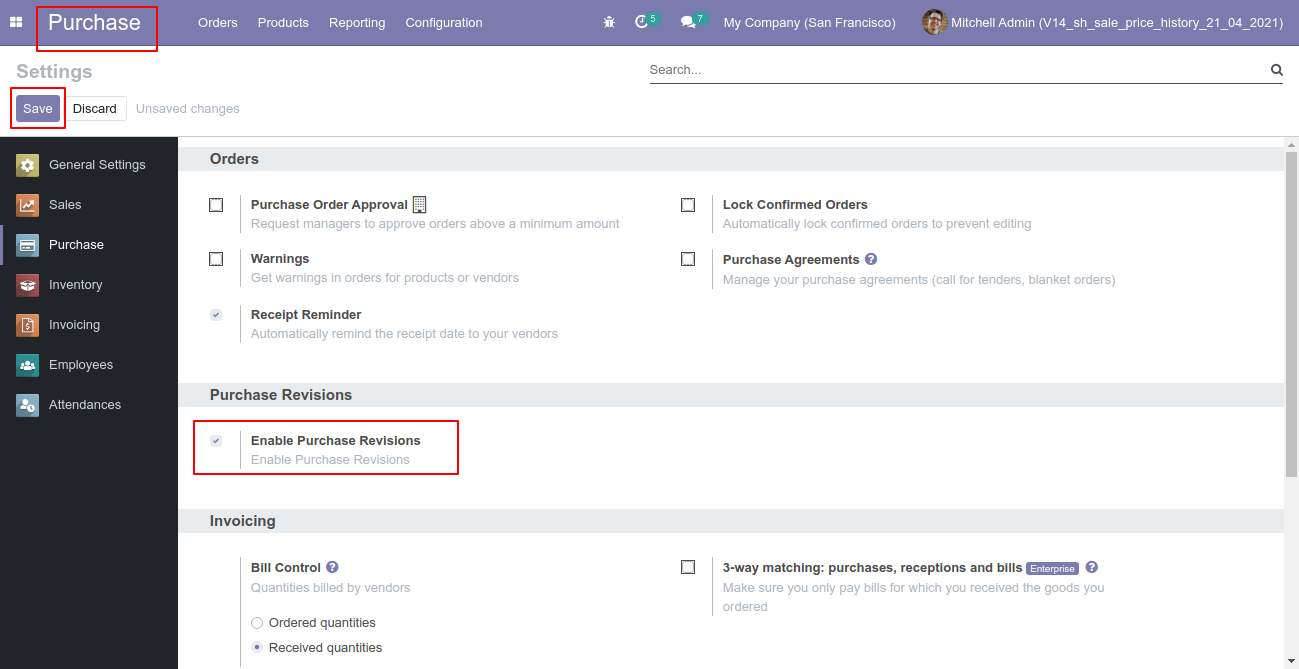 Purchase Orders Products Reporting Configuration 5 7 My Company (San Francisco) Mitchell Admin (V14_sh_sale_price_history_21_04_2021)
Settings
Search...
Save Discard Unsaved changes
General Settings
Sales
Purchase
Inventory
Invoicing
Employees
Attendances
Orders
Purchase Order Approval
Request managers to approve orders above a minimum amount
Lock Confirmed Orders
Automatically lock confirmed orders to prevent editing
Warnings
Get warnings in orders for products or vendors
Purchase Agreements ?
Manage your purchase agreements (call for tenders, blanket orders)
Receipt Reminder
Automatically remind the receipt date to your vendors
Purchase Revisions
Enable Purchase Revisions
Enable Purchase Revisions
Invoicing
Bill Control ?
Quantities billed by vendors
Ordered quantities
Received quantities
3-way matching: purchases, receptions and bills Enterprise ?
Make sure you only pay bills for which you received the goods you
ordered